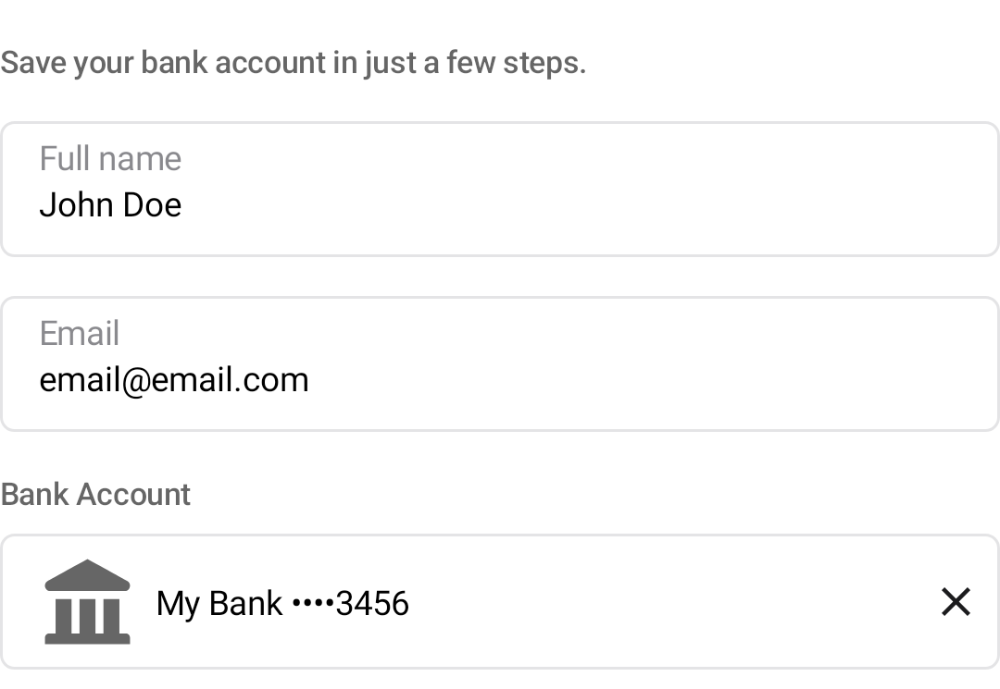 Save your bank account in just a few steps.
Full name
John Doe
Email
email@email.com
Bank Account
My Bank ••••3456